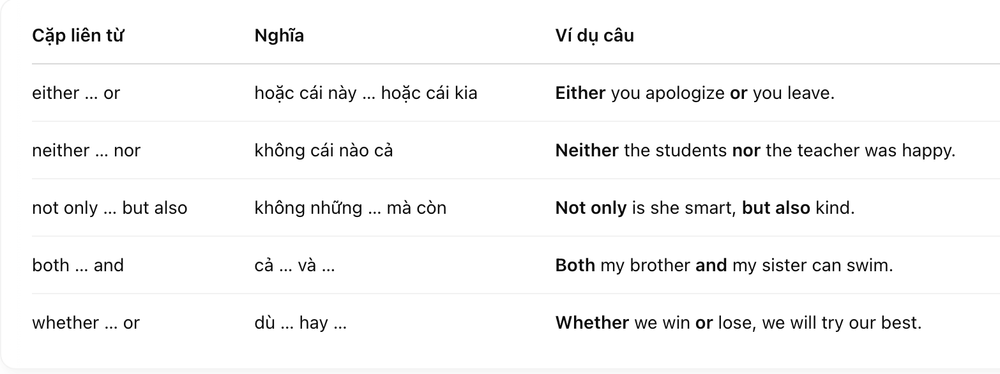 Cặp liên từ Nghĩa Ví dụ câu
either ... or hoặc cái này ... hoặc cái kia Either you apologize or you leave.
neither ... nor không cái nào cả Neither the students nor the teacher was happy.
not only ... but also không những ... mà còn Not only is she smart, but also kind.
both ... and cả ... và ... Both my brother and my sister can swim.
whether ... or dù ... hay ... Whether we win or lose, we will try our best.